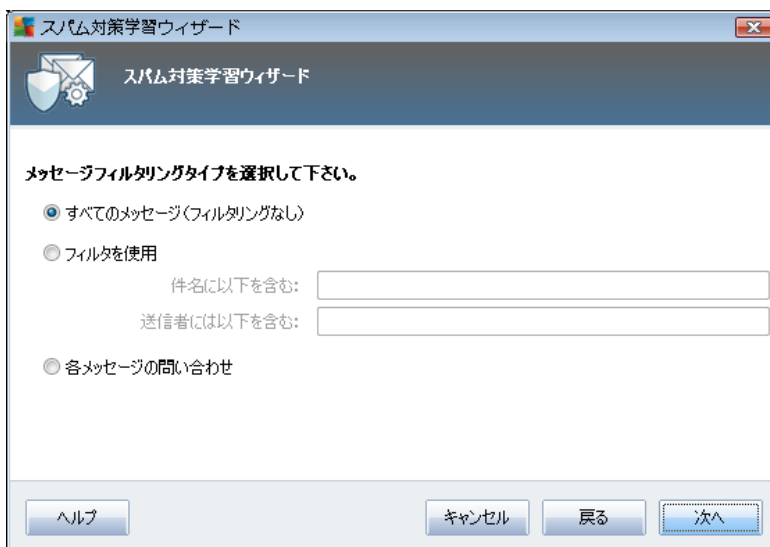 スパム対策学習ウィザード
スパム対策学習ウィザード
メッセージフィルタリングタイプを選択して下さい。
すべてのメッセージ(フィルタリングなし)
フィルタを使用
件名に以下を含む:
送信者には以下を含む:
各メッセージの問い合わせ
ヘルプ キャンセル 戻る 次へ